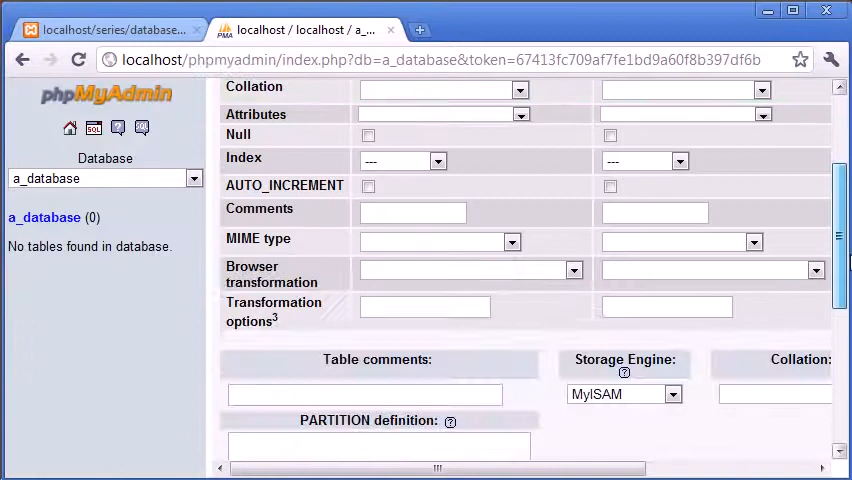 localhost/series/database...
localhost / localhost / a_...
PMA
localhost/phpmyadmin/index.php?db=a_database&token=67413fc709af7fe1bd9a60f8b397df6b
phpMyAdmin
SQL
Database
a_database
a_database (0)
No tables found in database.
Collation
Attributes
Null
Index
---
---
AUTO_INCREMENT
Comments
MIME type
Browser
transformation
Transformation
options3
Table comments:
Storage Engine:
Collation:
MyISAM
PARTITION definition: